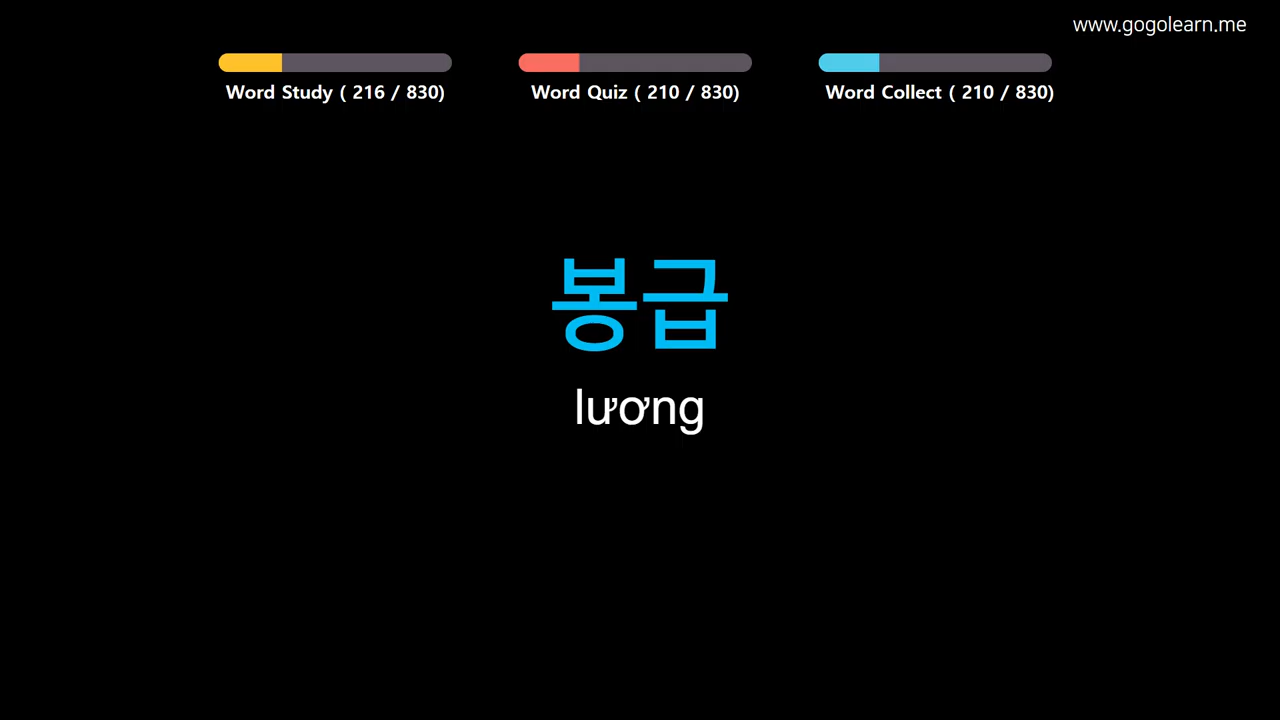 www.gogolearn.me
Word Study ( 216 / 830)
Word Quiz ( 210 / 830)
Word Collect ( 210 / 830)
봉급
lương